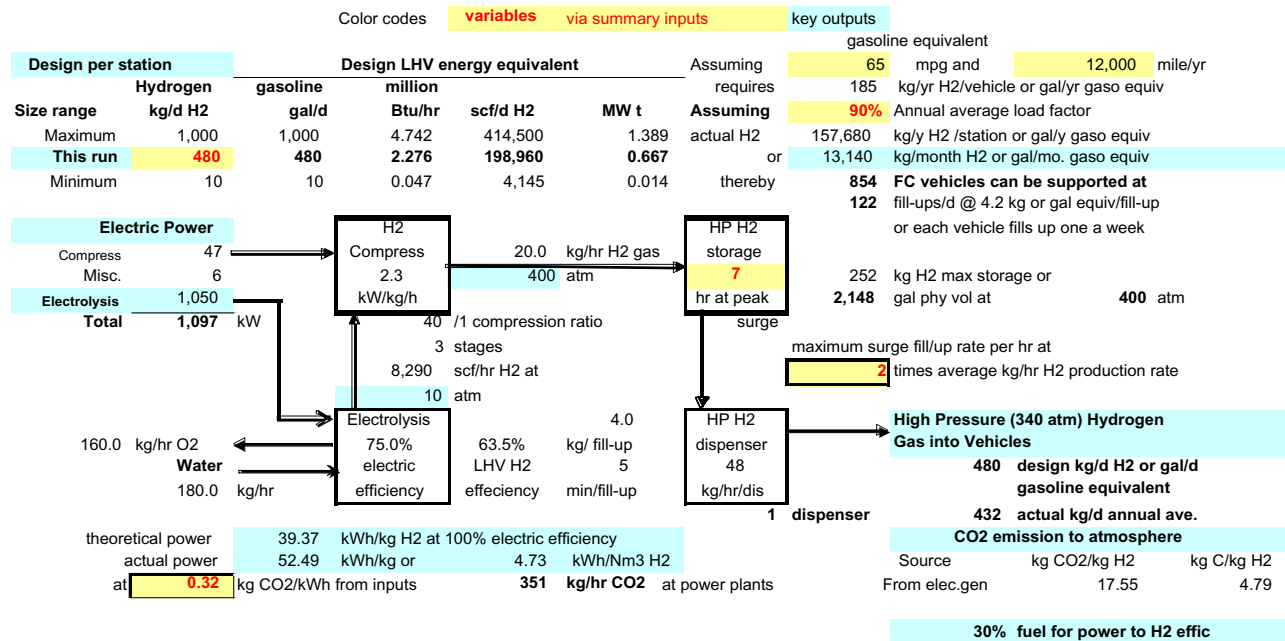 Color codes variables via summary inputs key outputs
gasoline equivalent
Design per station Design LHV energy equivalent Assuming 65 mpg and 12,000 mile/yr
Hydrogen gasoline million requires 185 kg/yr H2/vehicle or gal/yr gaso equiv
Size range kg/d H2 gal/d Btu/hr scf/d H2 MW t Assuming 90% Annual average load factor
Maximum 1,000 1,000 4.742 414,500 1.389 actual H2 157,680 kg/y H2 /station or gal/y gaso equiv
This run 480 480 2.276 198,960 0.667 or 13,140 kg/month H2 or gal/mo. gaso equiv
Minimum 10 10 0.047 4,145 0.014 thereby 854 FC vehicles can be supported at
122 fill-ups/d @ 4.2 kg or gal equiv/fill-up
Electric Power H2 HP H2 or each vehicle fills up one a week
Compress 47 Compress 20.0 kg/hr H2 gas storage
Misc. 6 2.3 400 atm 7 252 kg H2 max storage or
Electrolysis 1,050 kW/kg/h hr at peak 2,148 gal phy vol at 400 atm
Total 1,097 kW 40 /1 compression ratio surge
3 stages maximum surge fill/up rate per hr at
8,290 scf/hr H2 at 2 times average kg/hr H2 production rate
10 atm
Electrolysis 4.0 HP H2 High Pressure (340 atm) Hydrogen
160.0 kg/hr O2 75.0% 63.5% kg/ fill-up dispenser Gas into Vehicles
Water electric LHV H2 5 48 480 design kg/d H2 or gal/d
180.0 kg/hr efficiency effeciency min/fill-up kg/hr/dis gasoline equivalent
1 dispenser 432 actual kg/d annual ave.
theoretical power 39.37 kWh/kg H2 at 100% electric efficiency CO2 emission to atmosphere
actual power 52.49 kWh/kg or 4.73 kWh/Nm3 H2 Source kg CO2/kg H2 kg C/kg H2
at 0.32 kg CO2/kWh from inputs 351 kg/hr CO2 at power plants From elec.gen 17.55 4.79
30% fuel for power to H2 effic